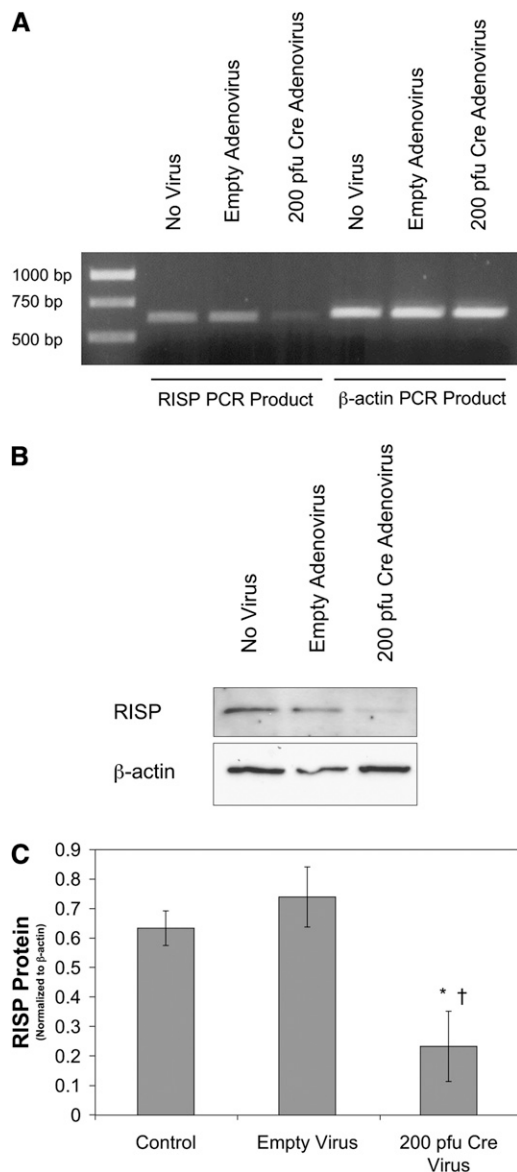 A
No Virus
Empty Adenovirus
200 pfu Cre Adenovirus
No Virus
Empty Adenovirus
200 pfu Cre Adenovirus
1000 bp
750 bp
500 bp
RISP PCR Product
β-actin PCR Product
B
No Virus
Empty Adenovirus
200 pfu Cre Adenovirus
RISP
β-actin
C
RISP Protein
(Normalized to β-actin)
0.9
0.8
0.7
0.6
0.5
0.4
0.3
0.2
0.1
0
* †
Control
Empty Virus
200 pfu Cre
Virus